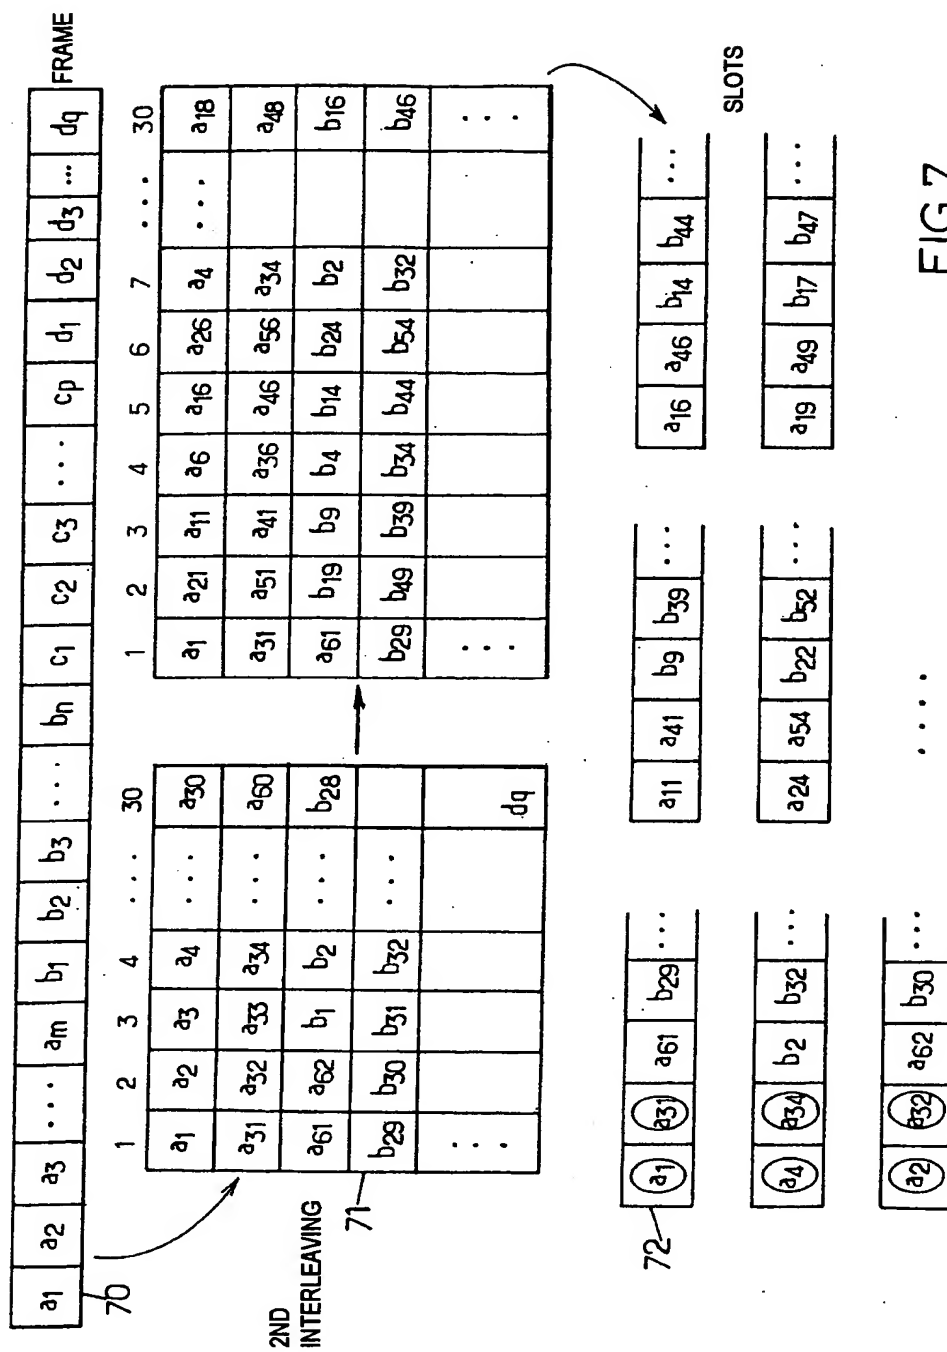 a1 a2 a3 ... am b1 b2 b3 ... bn c1 c2 c3 ... cp d1 d2 d3 ... dq FRAME
70
2ND
INTERLEAVING
71
1 2 3 4 ... 30
a1 a2 a3 a4 ... a30
a31 a32 a33 a34 ... a60
a61 a62 b1 b2 ... b28
b29 b30 b31 b32 ...
... dq
1 2 3 4 5 6 7 ... 30
a1 a21 a11 a6 a16 a26 a4 ... a18
a31 a51 a41 a36 a46 a56 a34 a48
a61 b19 b9 b4 b14 b24 b2 b16
b29 b49 b39 b34 b44 b54 b32 b46
... ...
SLOTS
72
a1 a31 a61 b29 ...
a11 a41 b9 b39 ...
a16 a46 b14 b44 ...
a4 a34 b2 b32 ...
a24 a54 b22 b52 ...
a19 a49 b17 b47 ...
a2 a32 a62 b30 ...
....
FIG.7